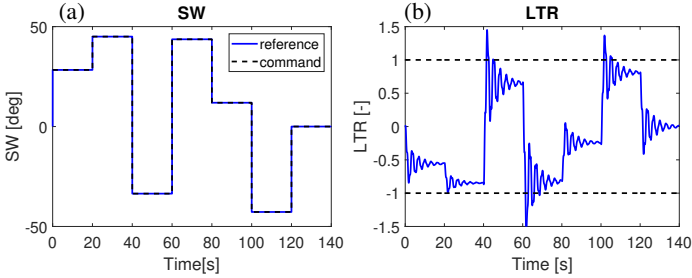 (a) SW
50
0
-50
SW [deg]
reference
command
0 20 40 60 80 100 120 140
Time[s]
(b) LTR
1.5
1
0.5
0
-0.5
-1
-1.5
LTR [-]
0 20 40 60 80 100 120 140
Time[s]